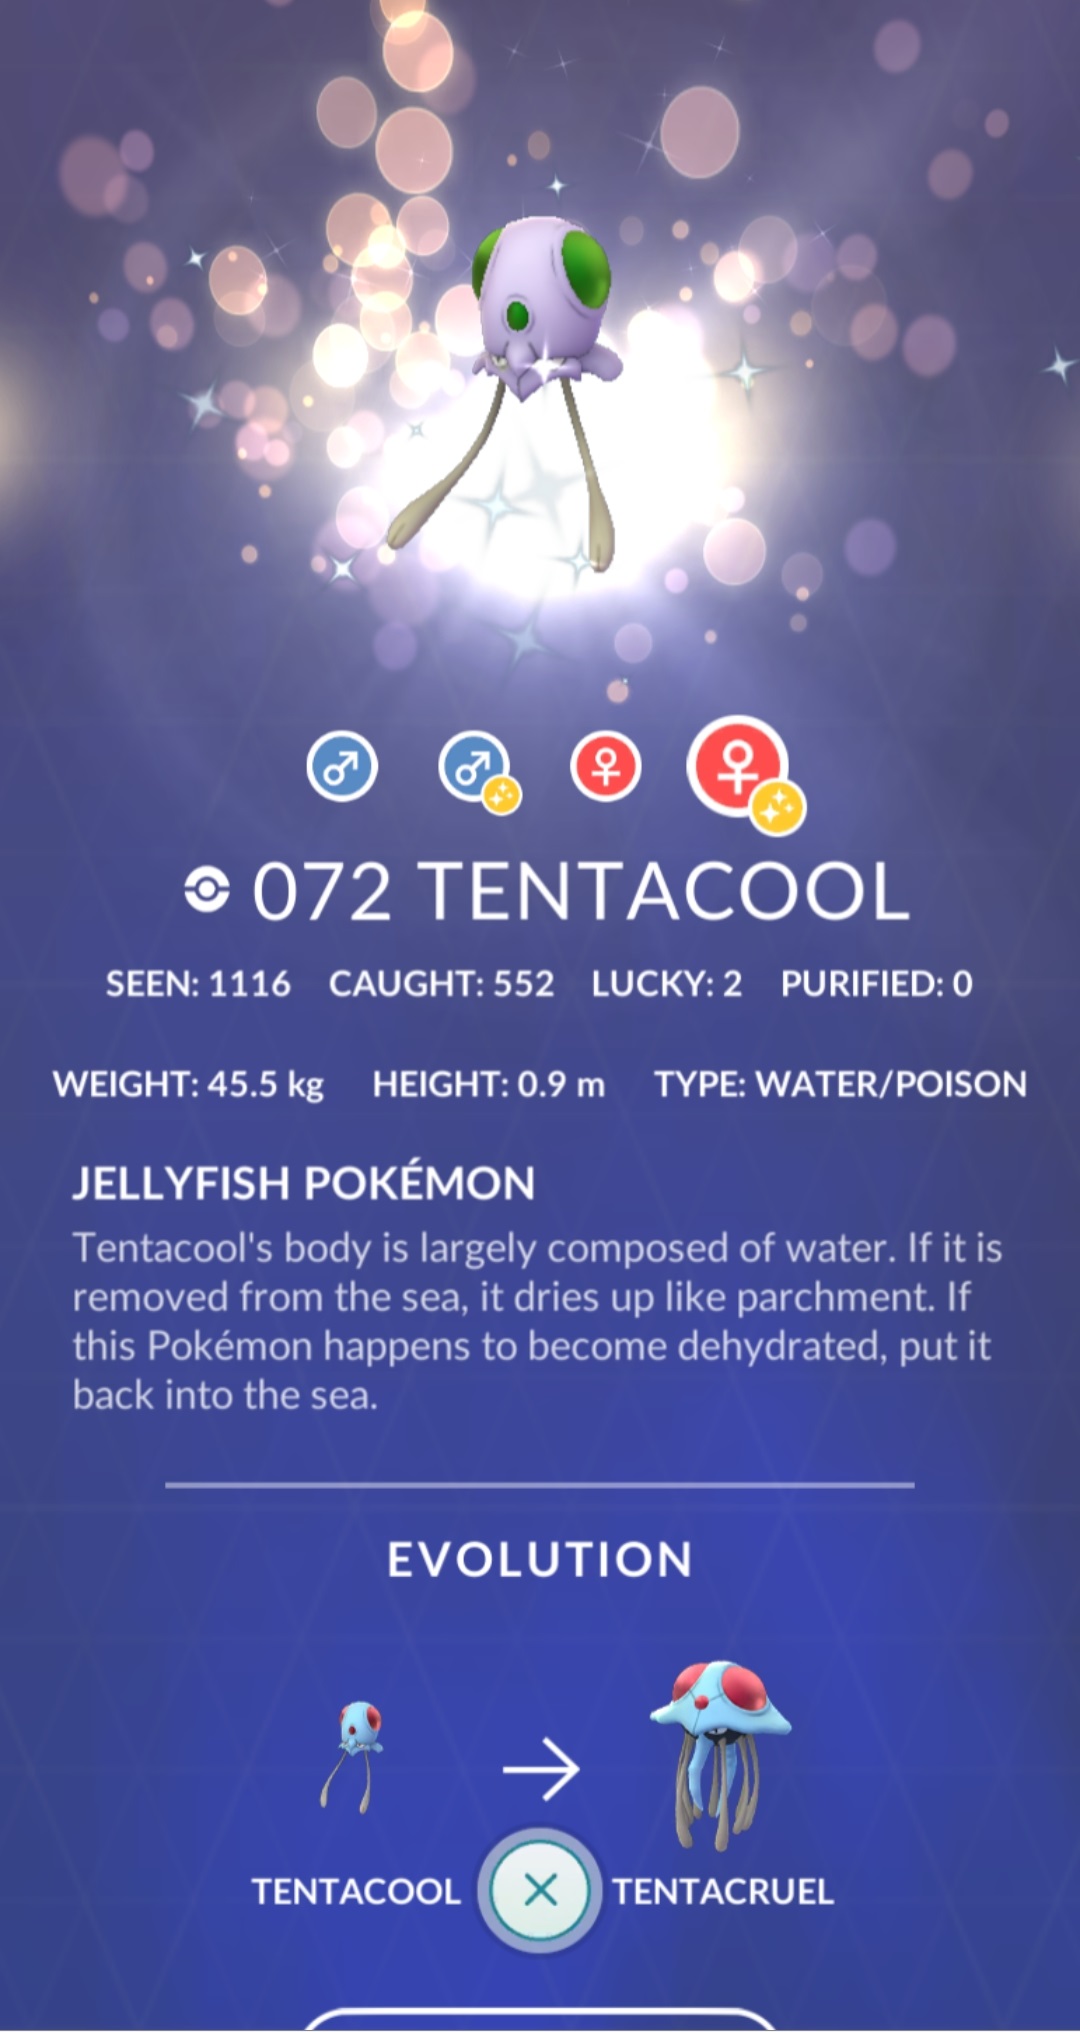 072 TENTACOOL
SEEN: 1116 CAUGHT: 552 LUCKY: 2 PURIFIED: 0
WEIGHT: 45.5 kg HEIGHT: 0.9 m TYPE: WATER/POISON
JELLYFISH POKÉMON
Tentacool's body is largely composed of water. If it is
removed from the sea, it dries up like parchment. If
this Pokémon happens to become dehydrated, put it
back into the sea.
EVOLUTION
TENTACOOL TENTACRUEL